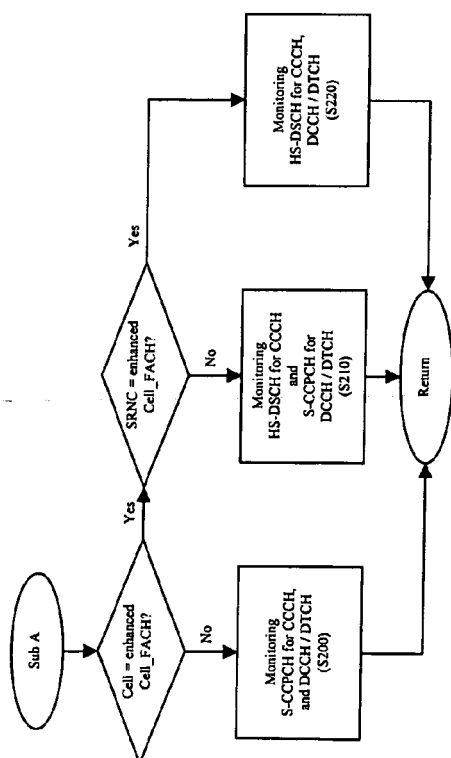 Sub A
Cell = enhanced
Cell_FACH?
Yes
No
SRNC = enhanced
Cell_FACH?
Yes
No
Monitoring
S-CCPCH for CCCH,
and DCCH / DTCH
(S200)
Monitoring
HS-DSCH for CCCH
and
S-CCPCH for
DCCH / DTCH
(S210)
Monitoring
HS-DSCH for CCCH,
DCCH / DTCH
(S220)
Return